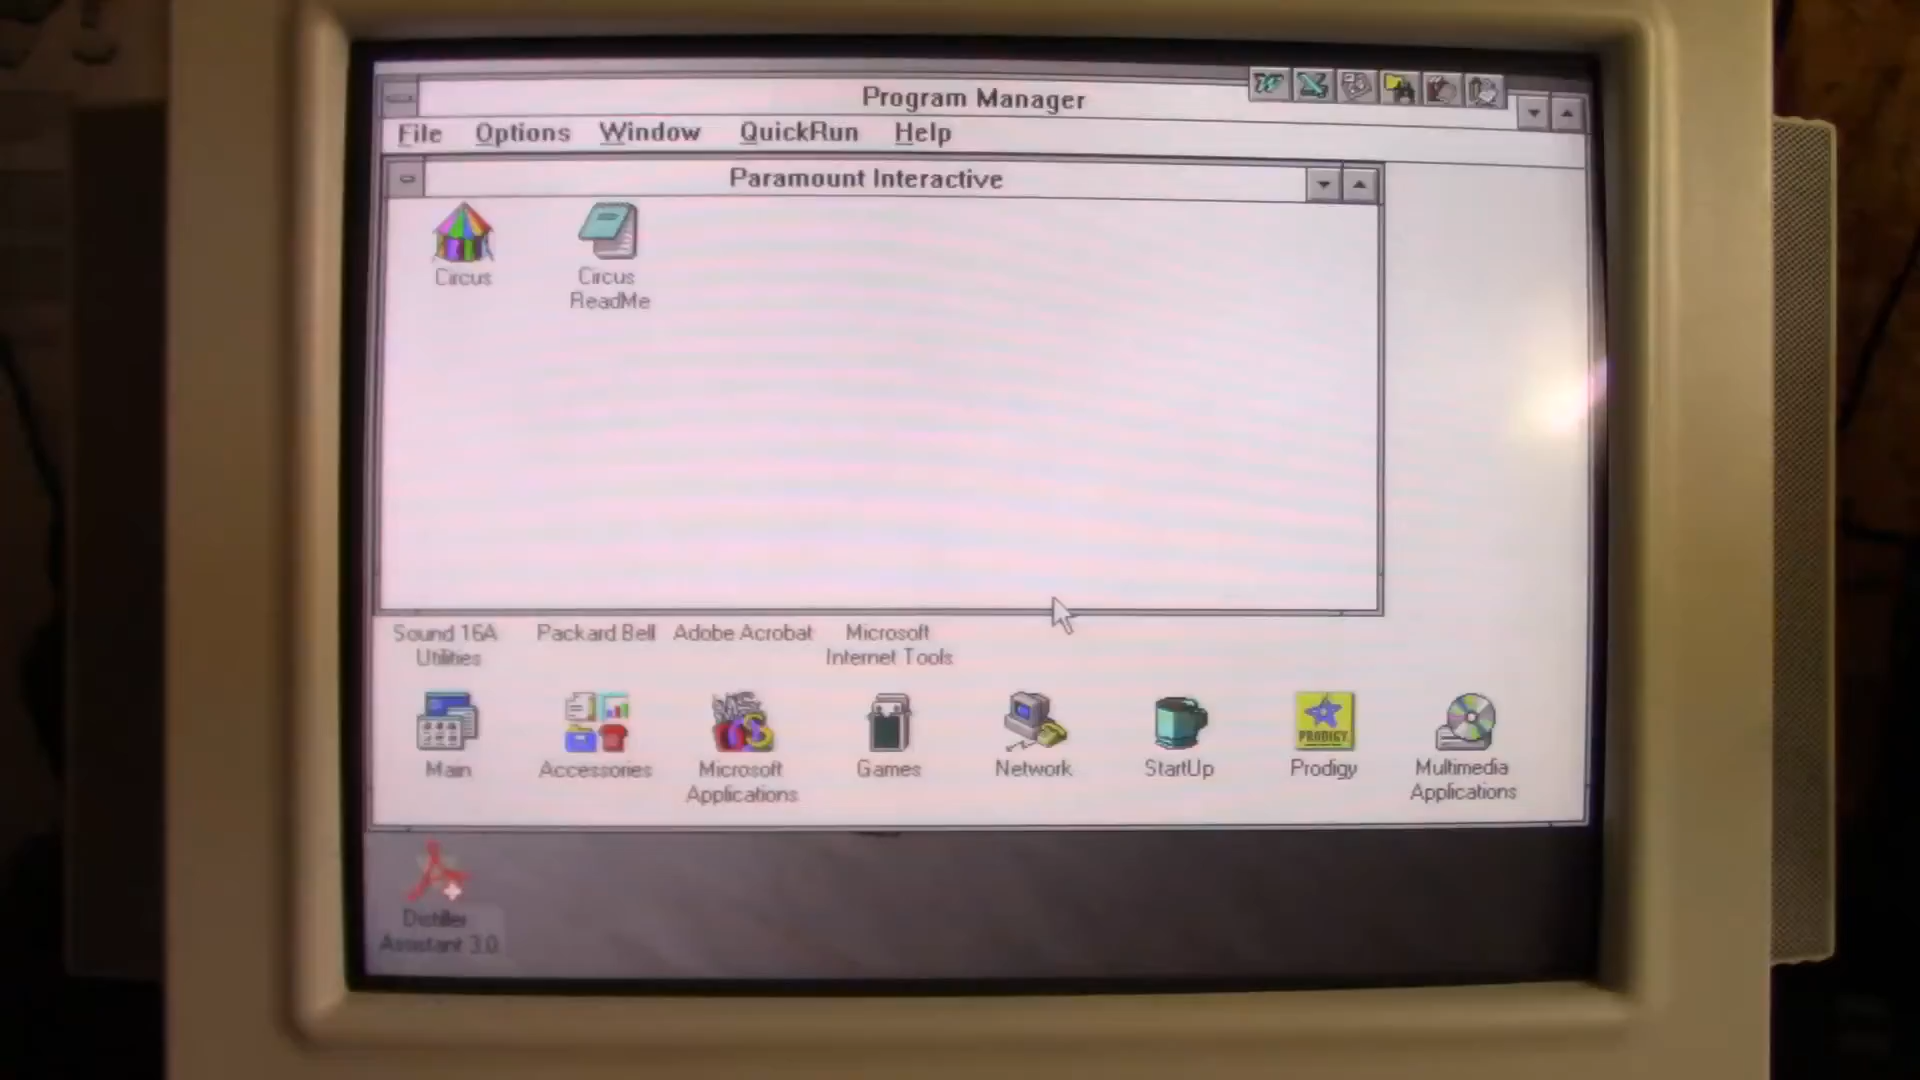 Program Manager
File Options Window QuickRun Help
Paramount Interactive
Circus
Circus
ReadMe
Sound 16A
Utilities
Packard Bell
Adobe Acrobat
Microsoft
Internet Tools
Main
Accessories
Microsoft
Applications
Games
Network
StartUp
PRODIGY
Prodigy
Multimedia
Applications
Distiller
Assistant 3.0